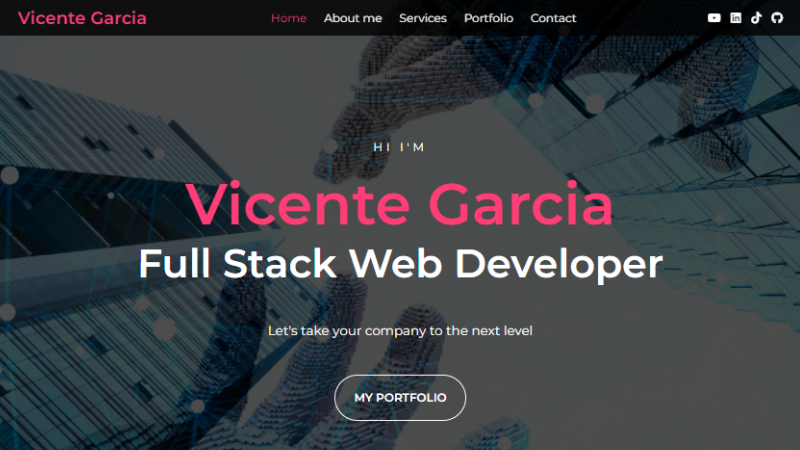 Vicente Garcia Home About me Services Portfolio Contact
HI I'M
Vicente Garcia
Full Stack Web Developer
Let's take your company to the next level
MY PORTFOLIO